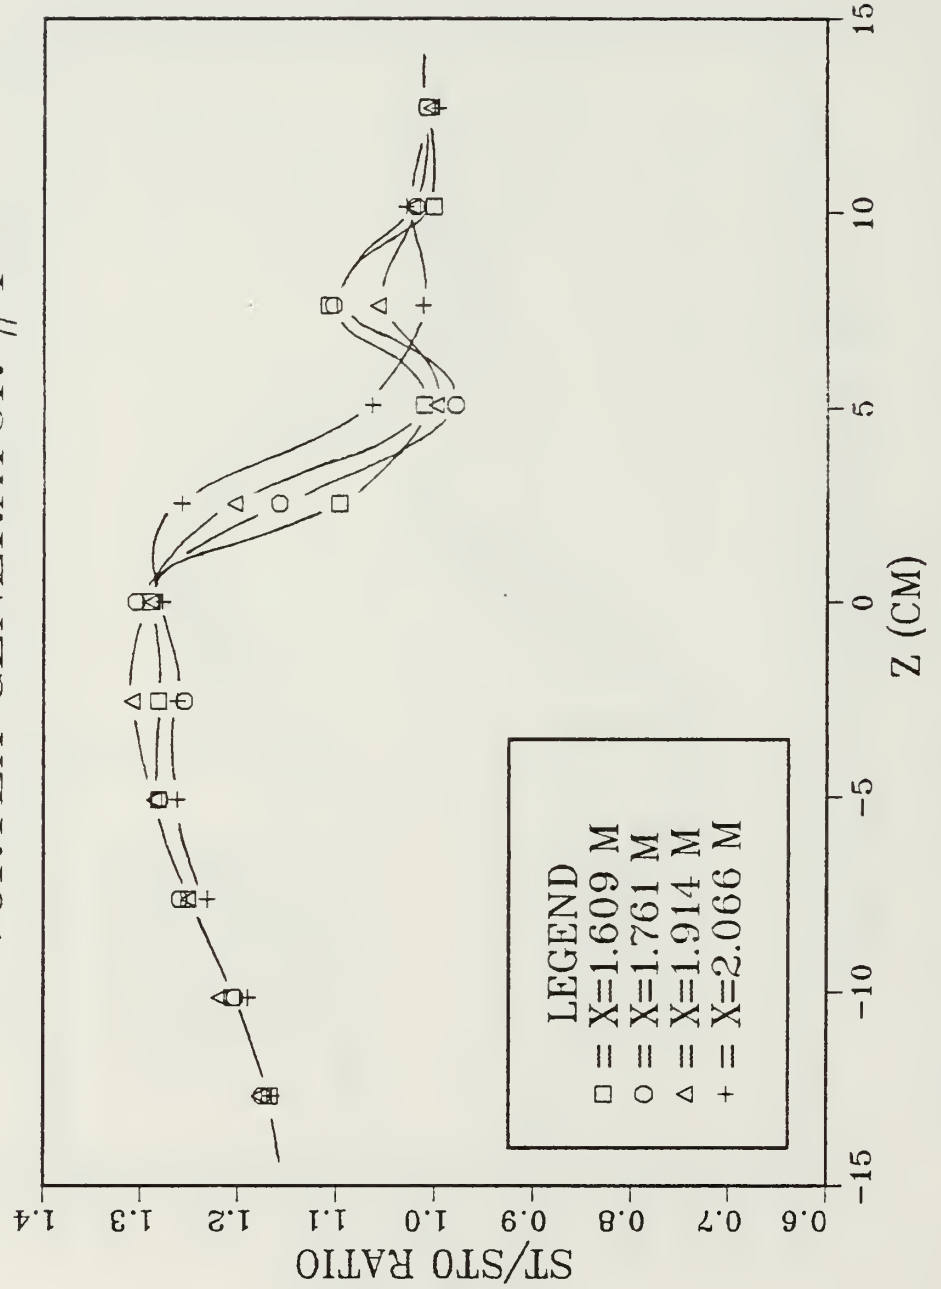 ST/ST0 RATIO
1.4
1.3
1.2
1.1
1.0
0.9
0.8
0.7
0.6
LEGEND
□ = X=1.609 M
○ = X=1.761 M
△ = X=1.914 M
+ = X=2.066 M
-15
-10
-5
0
5
10
15
Z (CM)